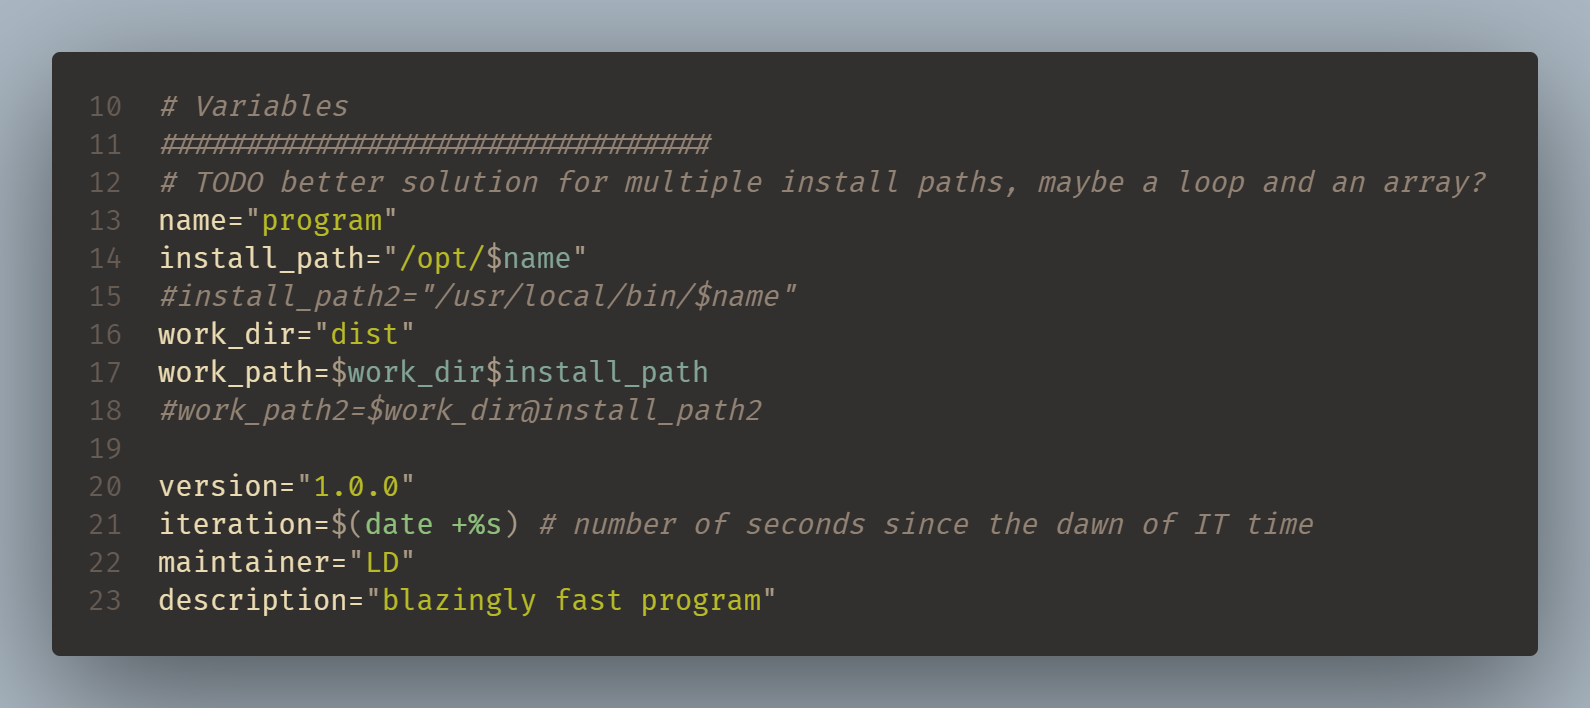 10 # Variables
11 ################################
12 # TODO better solution for multiple install paths, maybe a loop and an array?
13 name="program"
14 install_path="/opt/$name"
15 #install_path2="/usr/local/bin/$name"
16 work_dir="dist"
17 work_path=$work_dir$install_path
18 #work_path2=$work_dir@install_path2
19
20 version="1.0.0"
21 iteration=$(date +%s) # number of seconds since the dawn of IT time
22 maintainer="LD"
23 description="blazingly fast program"